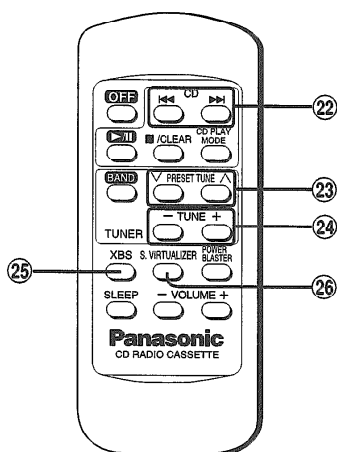 CD
OFF
22
CD PLAY
MODE
/CLEAR
BAND
PRESET TUNE
23
− TUNE +
24
TUNER
25
XBS
S.VIRTUALIZER
POWER
BLASTER
26
SLEEP
− VOLUME +
Panasonic
CD RADIO CASSETTE